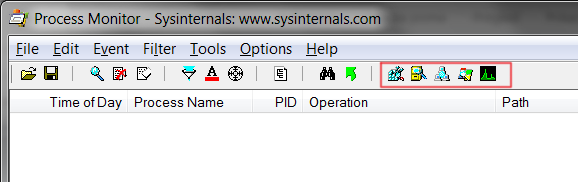 Process Monitor - Sysinternals: www.sysinternals.com
File Edit Event Filter Tools Options Help
A
Time of Day Process Name PID Operation Path